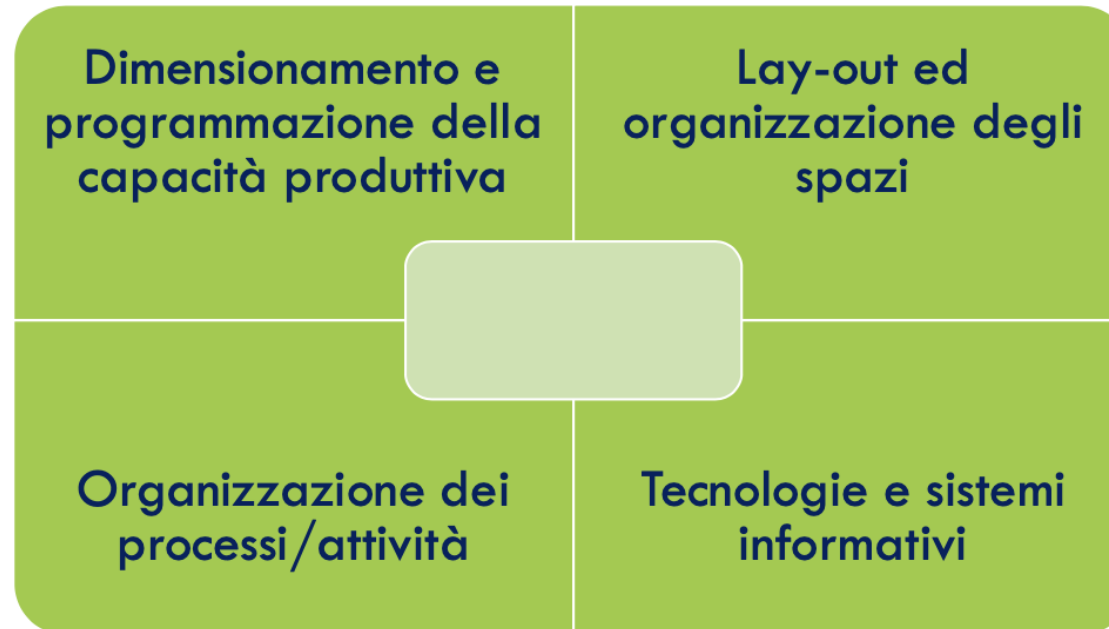 Dimensionamento e
programmazione della
capacità produttiva
Lay-out ed
organizzazione degli
spazi
Organizzazione dei
processi/attività
Tecnologie e sistemi
informativi